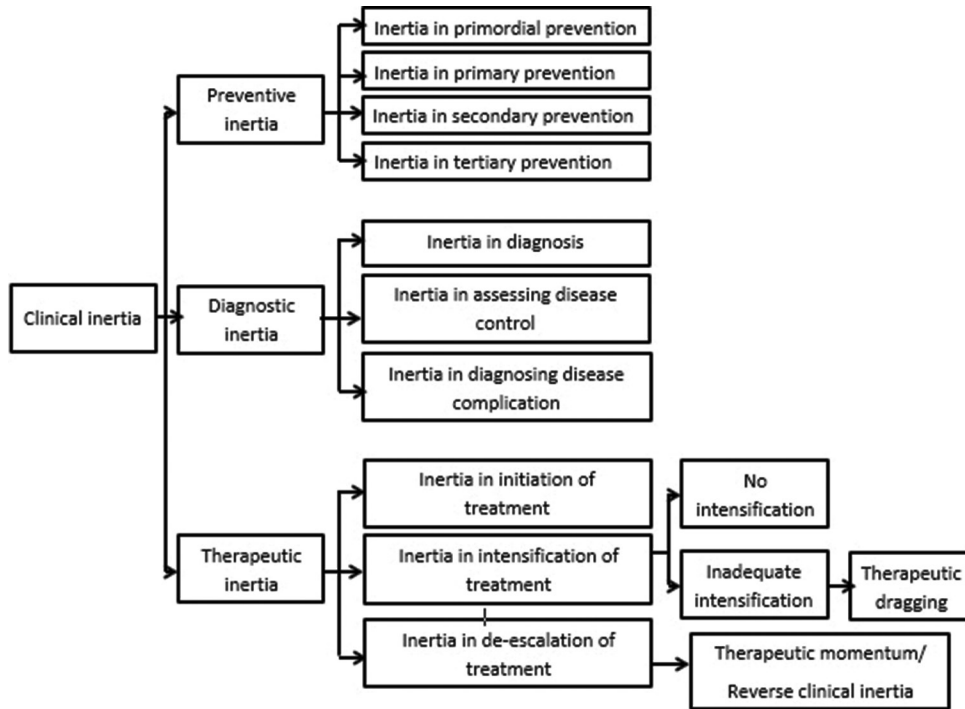 Clinical inertia
Preventive
inertia
Inertia in primordial prevention
Inertia in primary prevention
Inertia in secondary prevention
Inertia in tertiary prevention
Diagnostic
inertia
Inertia in diagnosis
Inertia in assessing disease
control
Inertia in diagnosing disease
complication
Therapeutic
inertia
Inertia in initiation of
treatment
Inertia in intensification of
treatment
No
intensification
Inadequate
intensification
Therapeutic
dragging
Inertia in de-escalation of
treatment
Therapeutic momentum/
Reverse clinical inertia